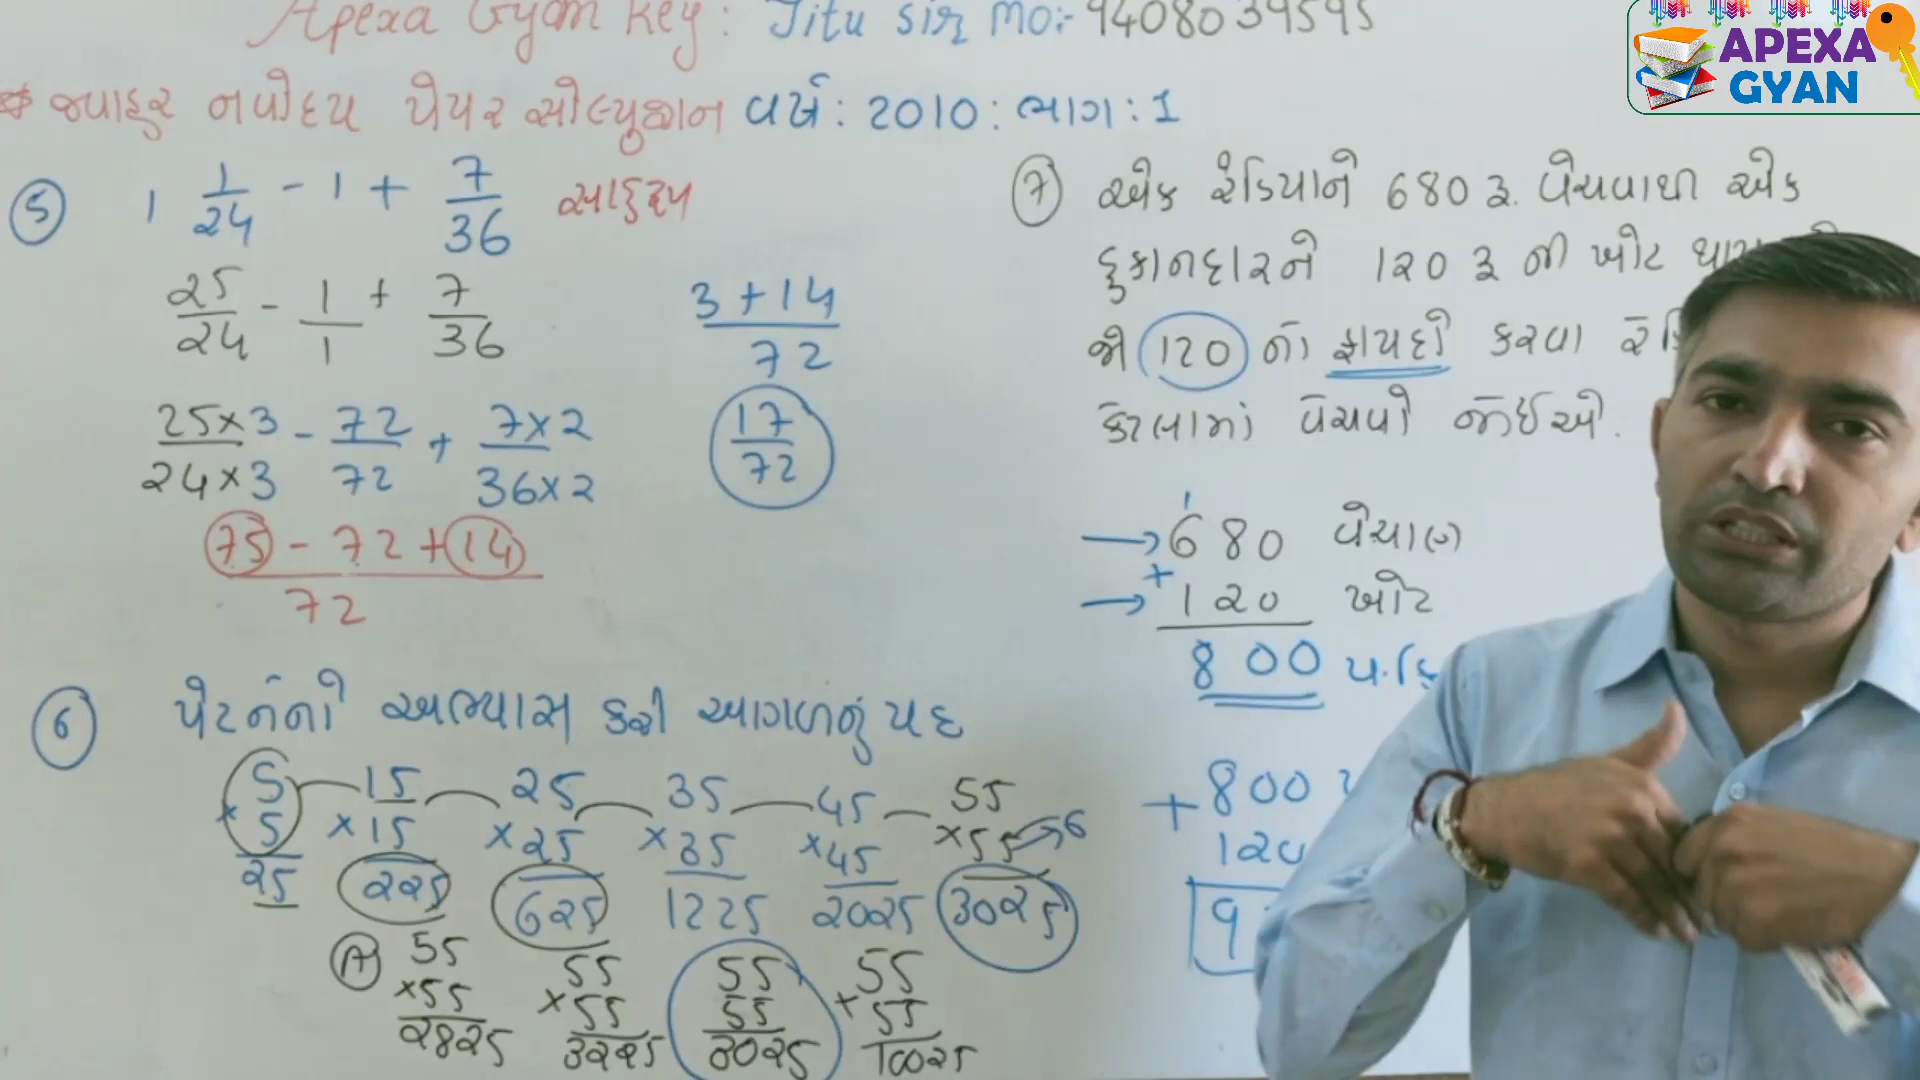 Apexa Gyan Key: Jitu sir Mo:- 9408039595
APEXA
GYAN
જવાહર નવોદય પેપર સોલ્યુશન વર્ષ: 2010: ભાગ: 1
5 1 1/24 - 1 + 7/36 સાદુરૂપ
25/24 - 1/1 + 7/36
25×3/24×3 - 72/72 + 7×2/36×2
75 - 72 + 14
72
3 + 14
72
17
72
6 પેટર્નનો અભ્યાસ કરી આગળનું પદ
5 15 25 35 45 55
×5 ×15 ×25 ×35 ×45 ×55 → 6
25 225 625 1225 2025 3025
A 55 55 55 55
×55 ×55 55 +55
2825 3225 3025 10025
7 એક રેડિયાને 680 રૂ. વેચવાથી એક
દુકાનદારને 120 રૂ ની ખોટ
જો 120 નો ફાયદો કરવા
કેટલામાં વેચવો જોઈએ.
1
→ 680 વેચાણ
+
→ 120 ખોટ
800
+ 800
120
9